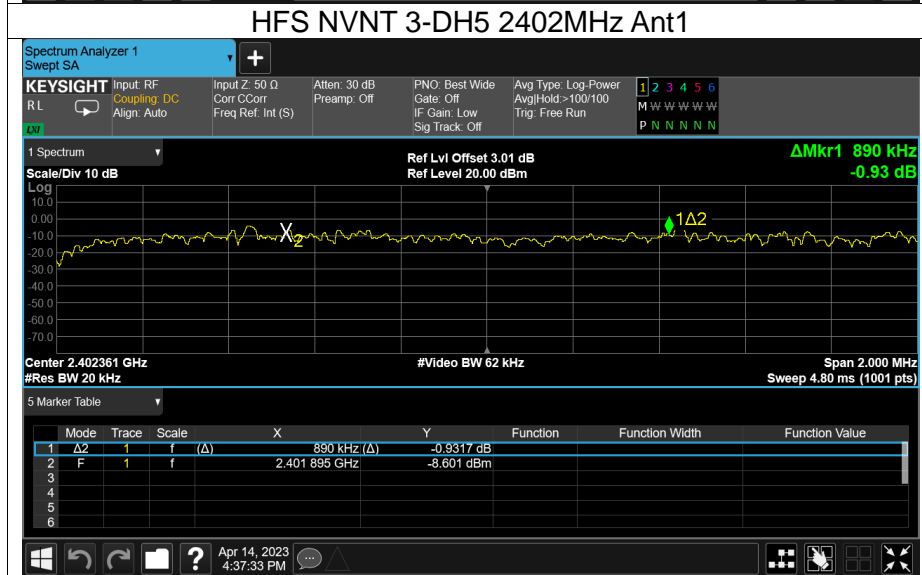 HFS NVNT 3-DH5 2402MHz Ant1
Spectrum Analyzer 1
Swept SA
+
KEYSIGHT Input: RF Input Z: 50 Ω Atten: 30 dB PNO: Best Wide Avg Type: Log-Power 1 2 3 4 5 6
RL Coupling: DC Corr CCorr Preamp: Off Gate: Off Avg|Hold:>100/100 M W W W W W
Align: Auto Freq Ref: Int (S) IF Gain: Low Trig: Free Run
LXI Sig Track: Off P N N N N N
1 Spectrum Ref Lvl Offset 3.01 dB ΔMkr1 890 kHz
Scale/Div 10 dB Ref Level 20.00 dBm -0.93 dB
Log
10.0
0.00 1Δ2
-10.0 X2
-20.0
-30.0
-40.0
-50.0
-60.0
-70.0
Center 2.402361 GHz #Video BW 62 kHz Span 2.000 MHz
#Res BW 20 kHz Sweep 4.80 ms (1001 pts)
5 Marker Table
Mode Trace Scale X Y Function Function Width Function Value
1 Δ2 1 f (Δ) 890 kHz (Δ) -0.9317 dB
2 F 1 f 2.401 895 GHz -8.601 dBm
3
4
5
6
? Apr 14, 2023
4:37:33 PM